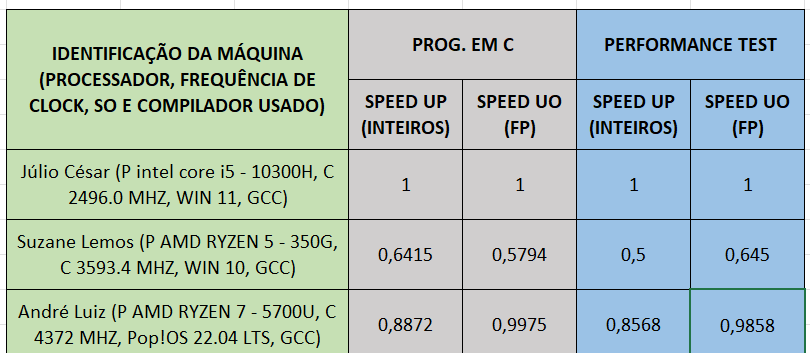 IDENTIFICAÇÃO DA MÁQUINA
(PROCESSADOR, FREQUÊNCIA DE
CLOCK, SO E COMPILADOR USADO)
PROG. EM C
PERFORMANCE TEST
SPEED UP
(INTEIROS)
SPEED UO
(FP)
SPEED UP
(INTEIROS)
SPEED UO
(FP)
Júlio César (P intel core i5 - 10300H, C
2496.0 MHZ, WIN 11, GCC)
1
1
1
1
Suzane Lemos (P AMD RYZEN 5 - 350G,
C 3593.4 MHZ, WIN 10, GCC)
0,6415
0,5794
0,5
0,645
André Luiz (P AMD RYZEN 7 - 5700U, C
4372 MHZ, Pop!OS 22.04 LTS, GCC)
0,8872
0,9975
0,8568
0,9858